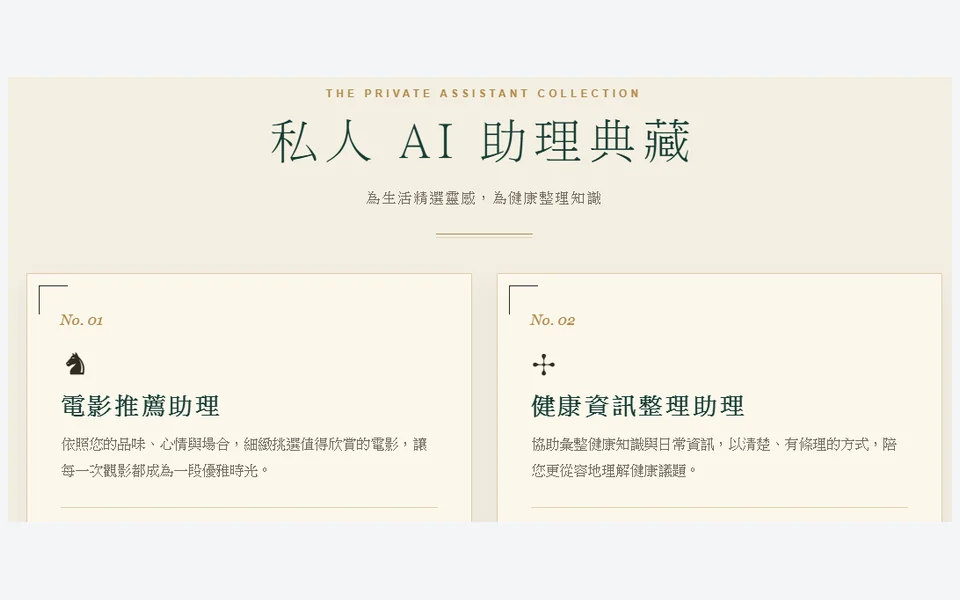 THE PRIVATE ASSISTANT COLLECTION
私人 AI 助理典藏
為生活精選靈感，為健康整理知識
No. 01
電影推薦助理
依照您的品味、心情與場合，細緻挑選值得欣賞的電影，讓
每一次觀影都成為一段優雅時光。
No. 02
健康資訊整理助理
協助彙整健康知識與日常資訊，以清楚、有條理的方式，陪
您更從容地理解健康議題。